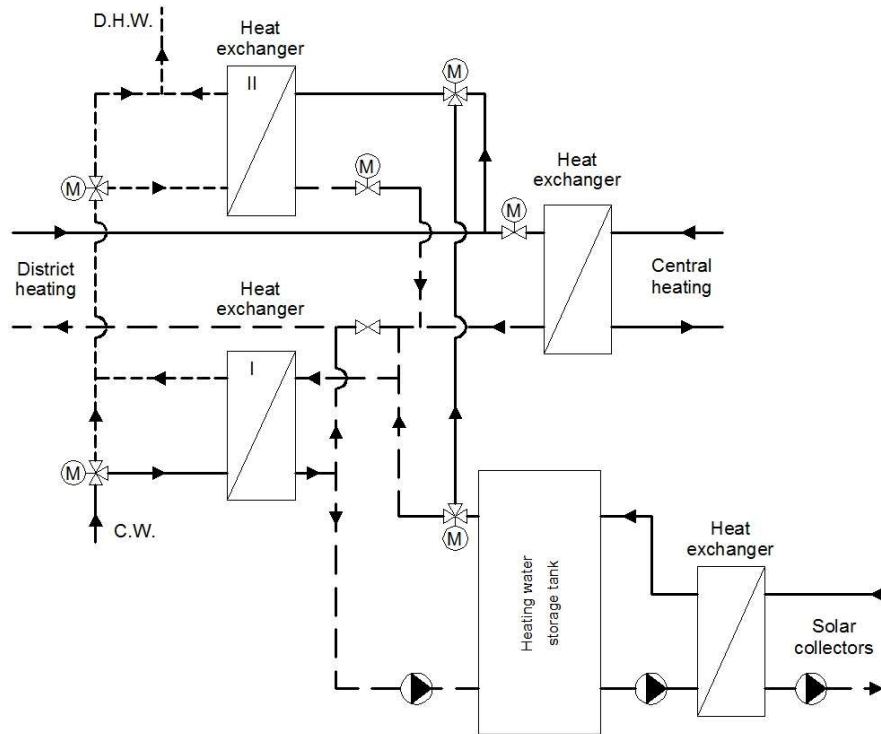 D.H.W.
Heat
exchanger
II
M
M
M
M
Heat
exchanger
M
District
heating
Heat
exchanger
Central
heating
I
M
C.W.
M
Heating water
storage tank
Heat
exchanger
Solar
collectors